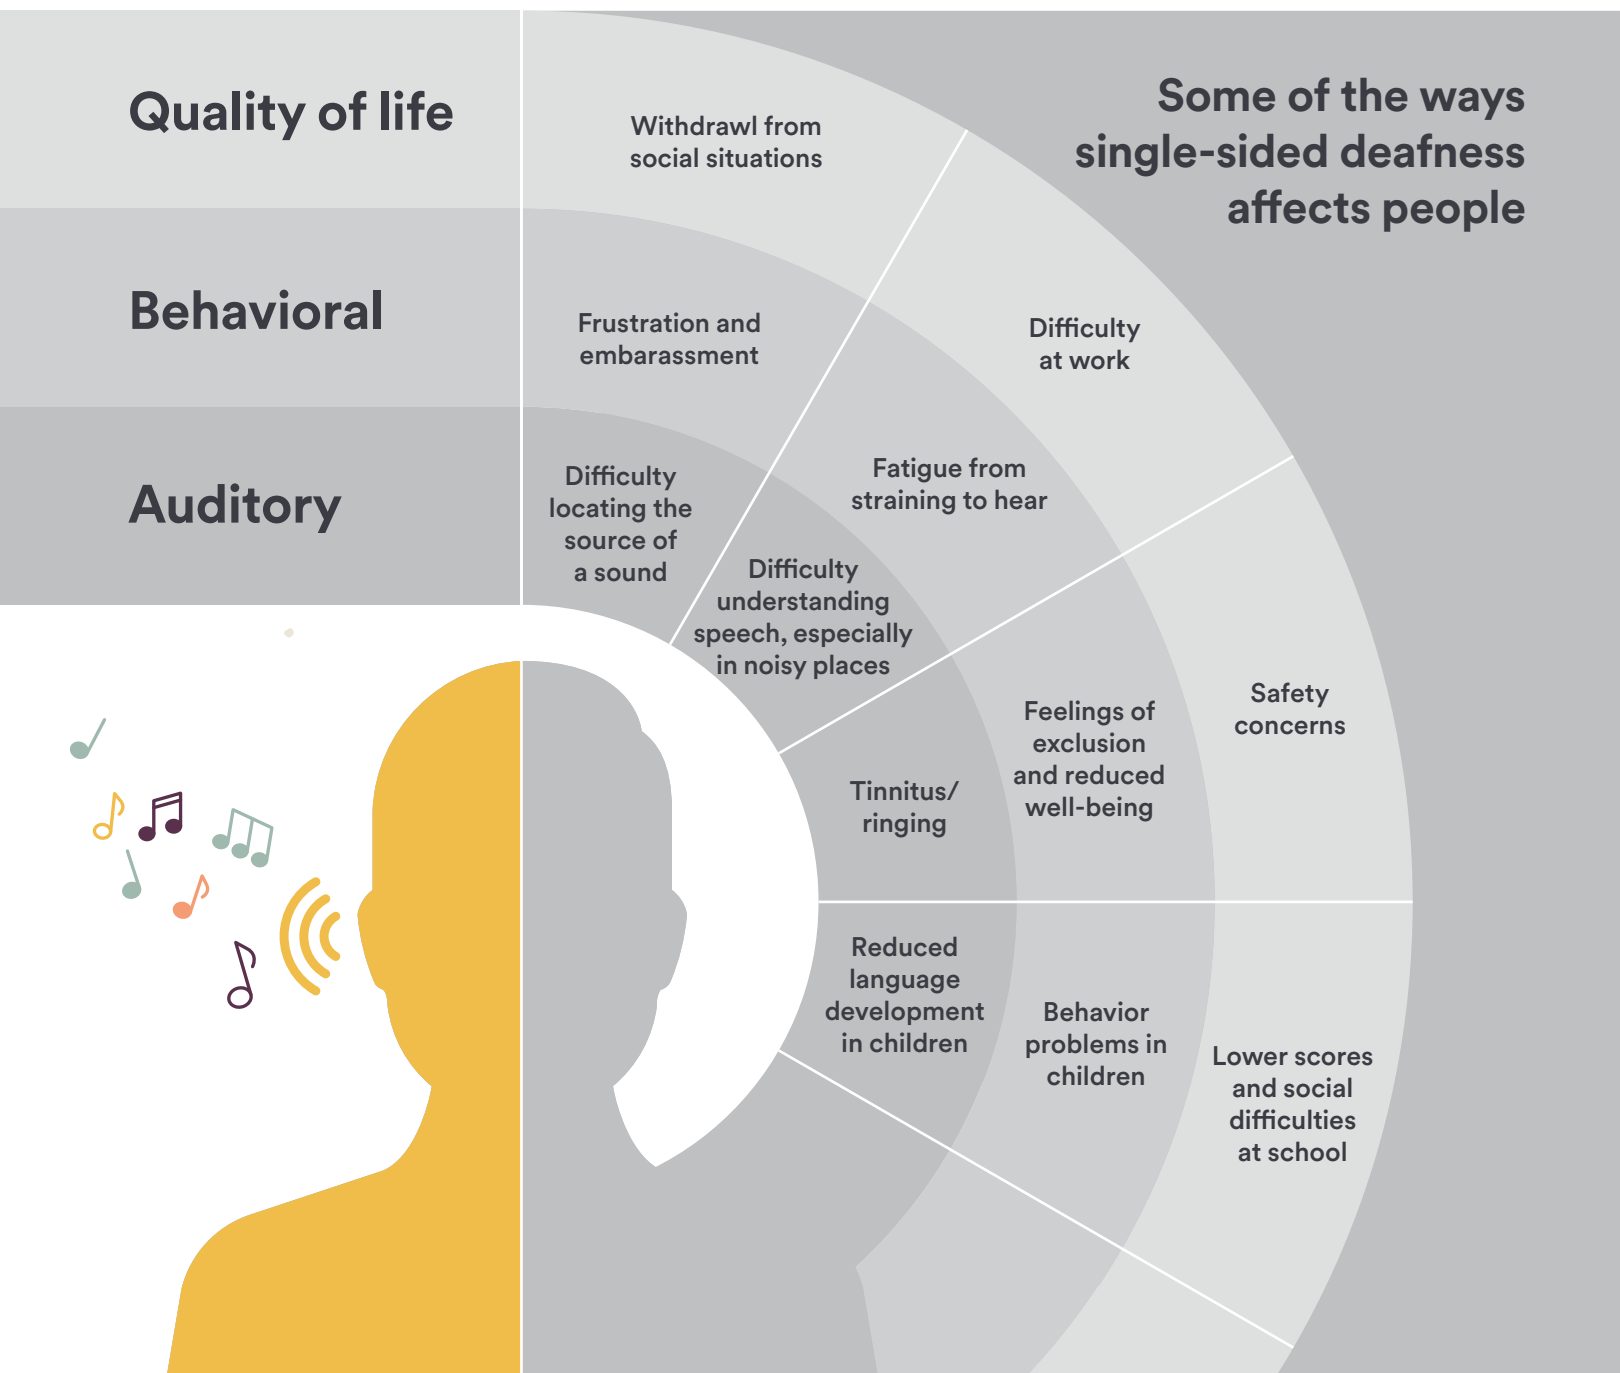 Some of the ways
single-sided deafness
affects people
Quality of life
Withdrawl from
social situations
Difficulty
at work
Safety
concerns
Lower scores
and social
difficulties
at school
Behavioral
Frustration and
embarassment
Fatigue from
straining to hear
Feelings of
exclusion
and reduced
well-being
Behavior
problems in
children
Auditory
Difficulty
locating the
source of
a sound
Difficulty
understanding
speech, especially
in noisy places
Tinnitus/
ringing
Reduced
language
development
in children